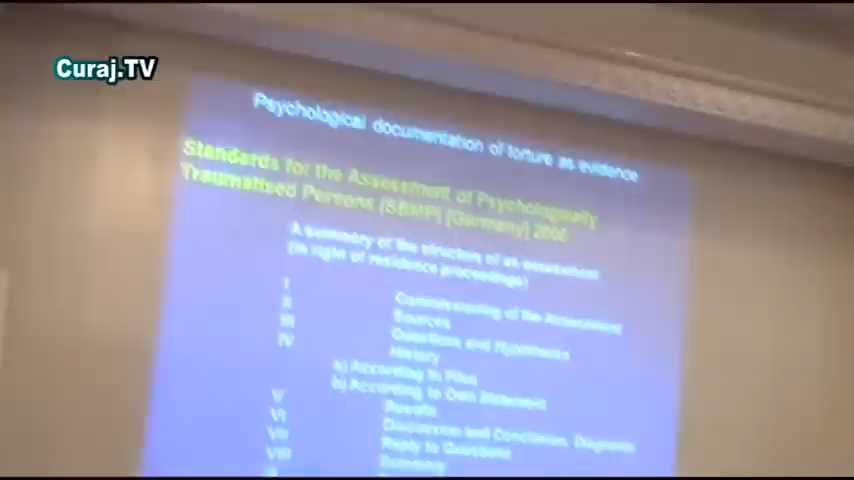 Curaj.TV
Psychological documentation of torture as evidence
Standards for the Assessment of Psychologically
Traumatised Persons (SBMP) [Germany] 2000
A summary of the structure of an assessment
(in right of residence proceedings)
I Commissioning of the Assessment
II Sources
III Questions and Hypotheses
IV History
a) According to Files
b) According to Own Statement
V Results
VI Discussion and Conclusion, Diagnosis
VII Reply to Questions
VIII Summary